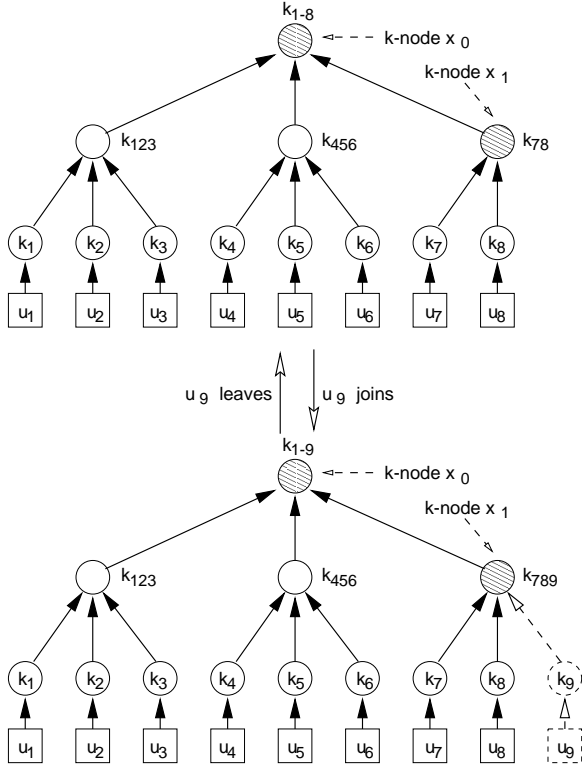 k1-8
k-node x 0
k-node x 1
k123 k456 k78
k1 k2 k3 k4 k5 k6 k7 k8
u1 u2 u3 u4 u5 u6 u7 u8
u 9 leaves u 9 joins
k1-9
k-node x 0
k-node x 1
k123 k456 k789
k1 k2 k3 k4 k5 k6 k7 k8 k9
u1 u2 u3 u4 u5 u6 u7 u8 u9